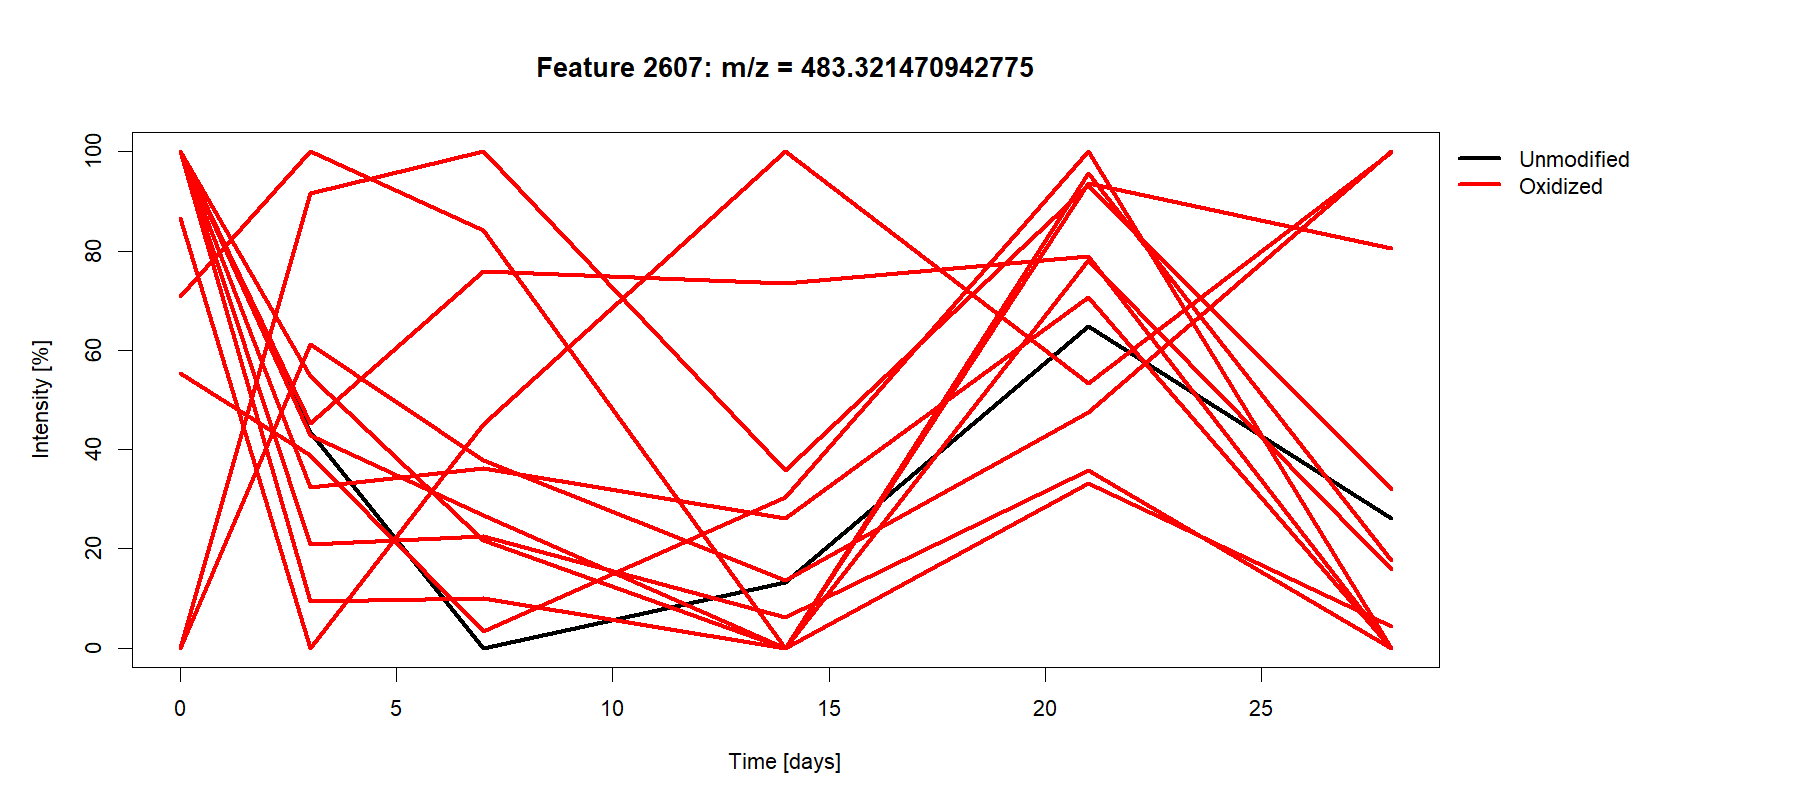 Feature 2607: m/z = 483.321470942775
Unmodified
Oxidized
Intensity [%]
100
80
60
40
20
0
0 5 10 15 20 25
Time [days]